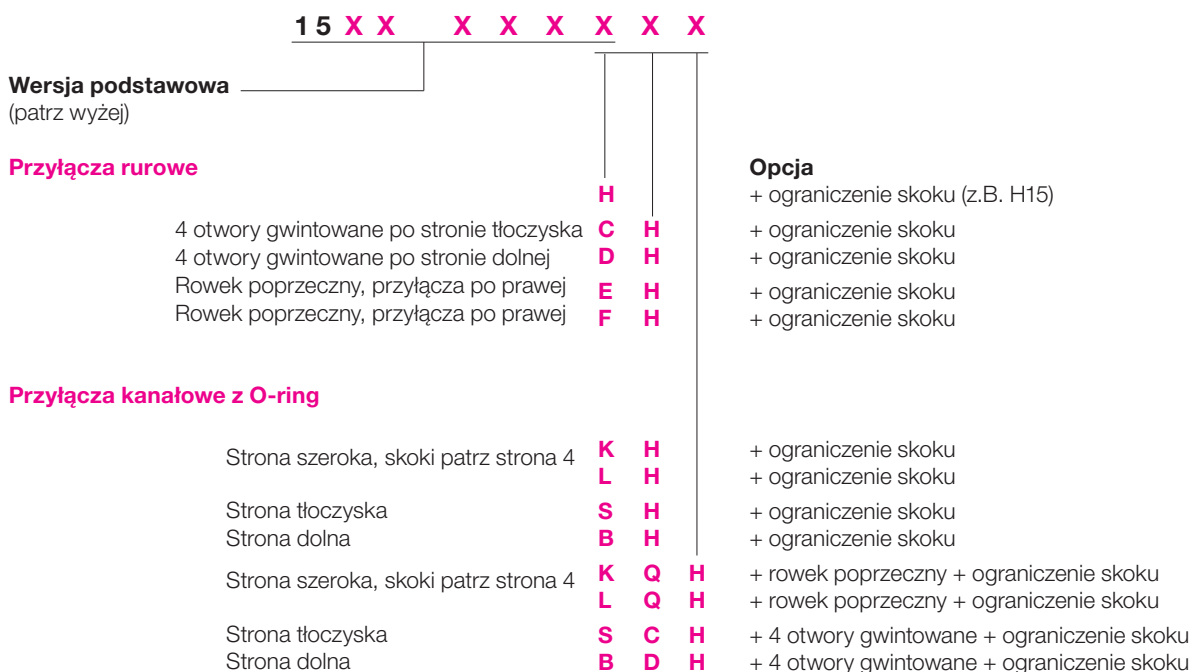 15 X X X X X X X X
Wersja podstawowa
(patrz wyżej)
Przyłącza rurowe Opcja
H + ograniczenie skoku (z.B. H15)
4 otwory gwintowane po stronie tłoczyska C H + ograniczenie skoku
4 otwory gwintowane po stronie dolnej D H + ograniczenie skoku
Rowek poprzeczny, przyłącza po prawej E H + ograniczenie skoku
Rowek poprzeczny, przyłącza po prawej F H + ograniczenie skoku
Przyłącza kanałowe z O-ring
Strona szeroka, skoki patrz strona 4 K H + ograniczenie skoku
L H + ograniczenie skoku
Strona tłoczyska S H + ograniczenie skoku
Strona dolna B H + ograniczenie skoku
Strona szeroka, skoki patrz strona 4 K Q H + rowek poprzeczny + ograniczenie skoku
L Q H + rowek poprzeczny + ograniczenie skoku
Strona tłoczyska S C H + 4 otwory gwintowane + ograniczenie skoku
Strona dolna B D H + 4 otwory gwintowane + ograniczenie skoku